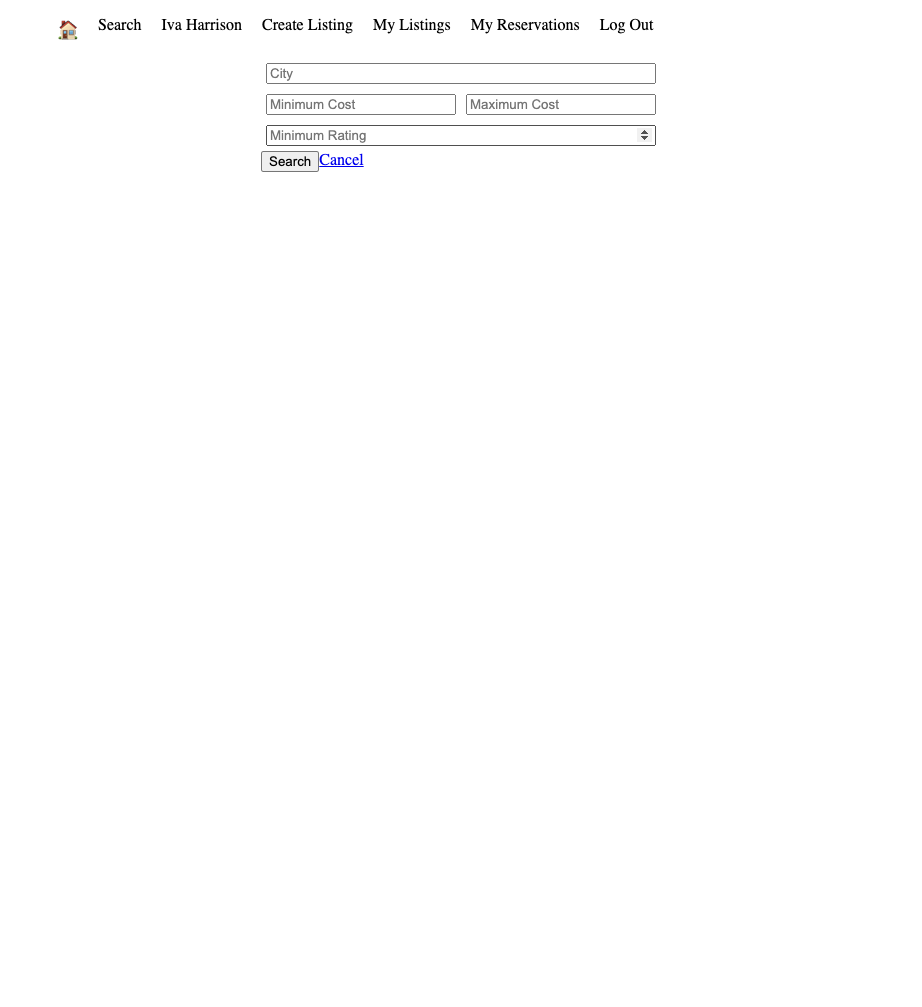 Search Iva Harrison Create Listing My Listings My Reservations Log Out
City
Minimum Cost Maximum Cost
Minimum Rating
Search Cancel